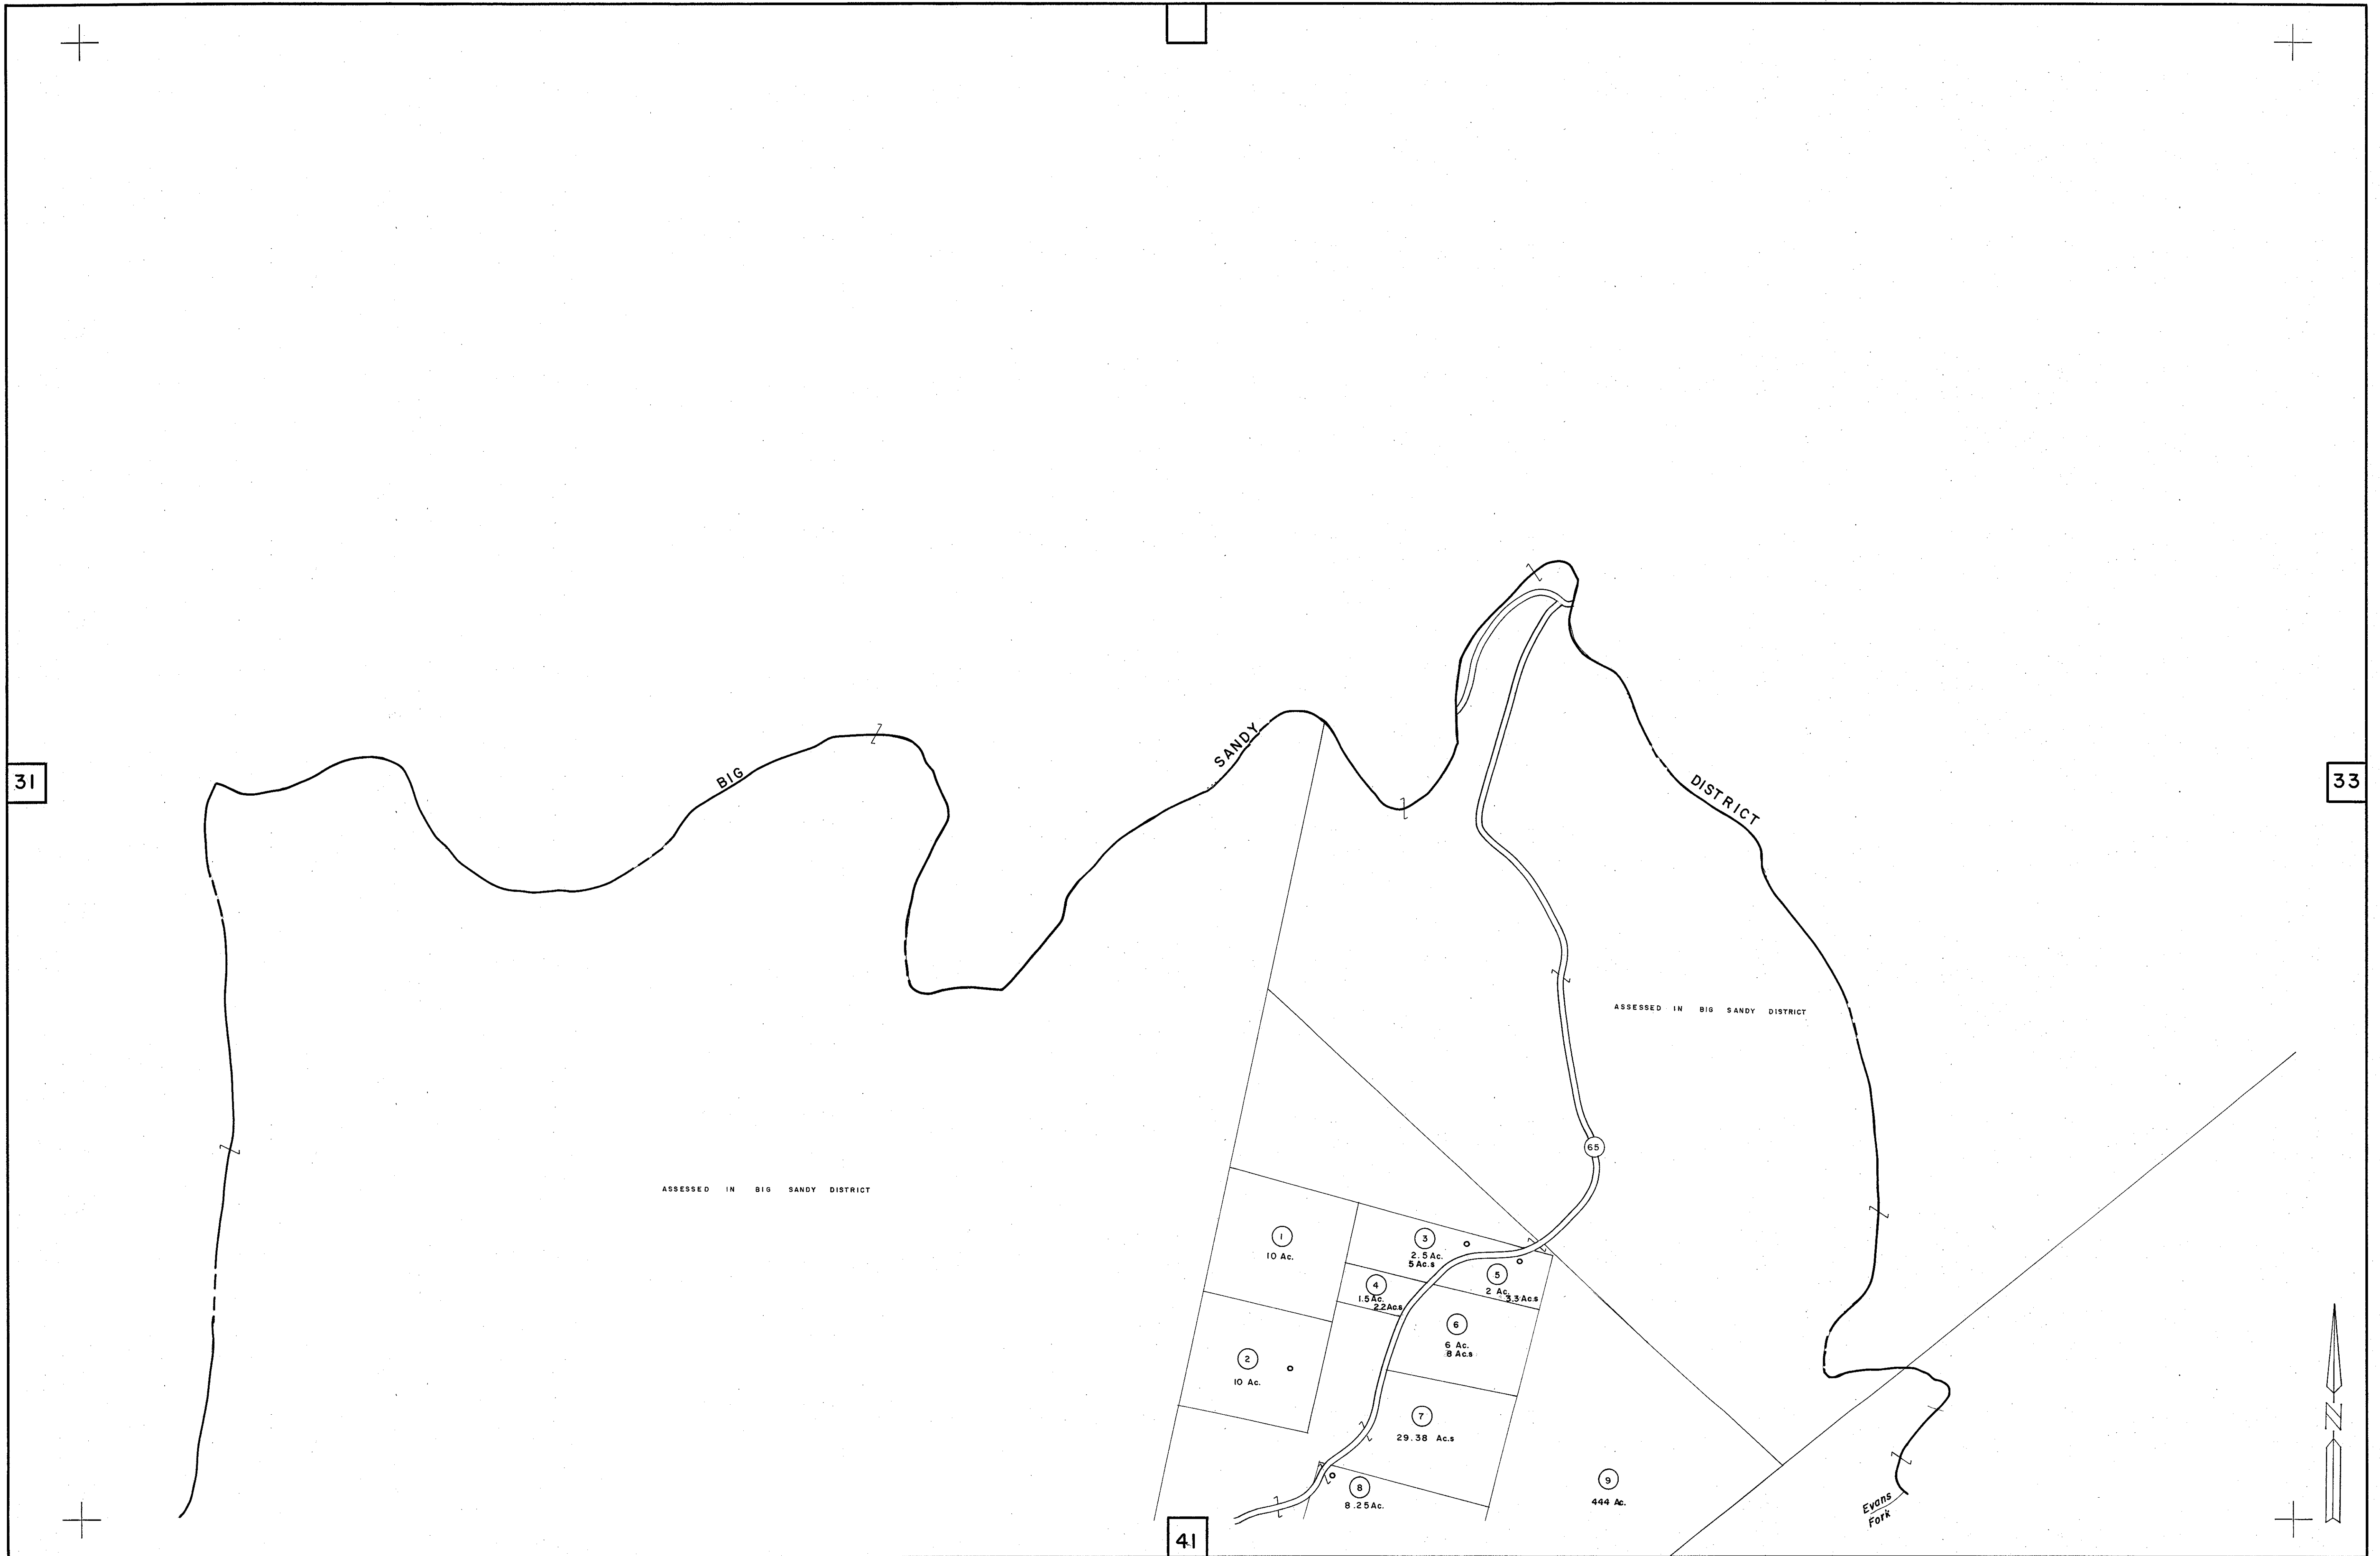 BIG
SANDY
DISTRICT
31
33
ASSESSED IN BIG SANDY DISTRICT
65
ASSESSED IN BIG SANDY DISTRICT
1
10 Ac.
3
2.5 Ac.
5 Ac.s
4
1.5 Ac.
2.2 Ac.s
5
2 Ac.
3.3 Ac.s
6
6 Ac.
8 Ac.s
2
10 Ac.
7
29.38 Ac.s
8
8.25 Ac.
9
444 Ac.
Evans
Fork
N
41